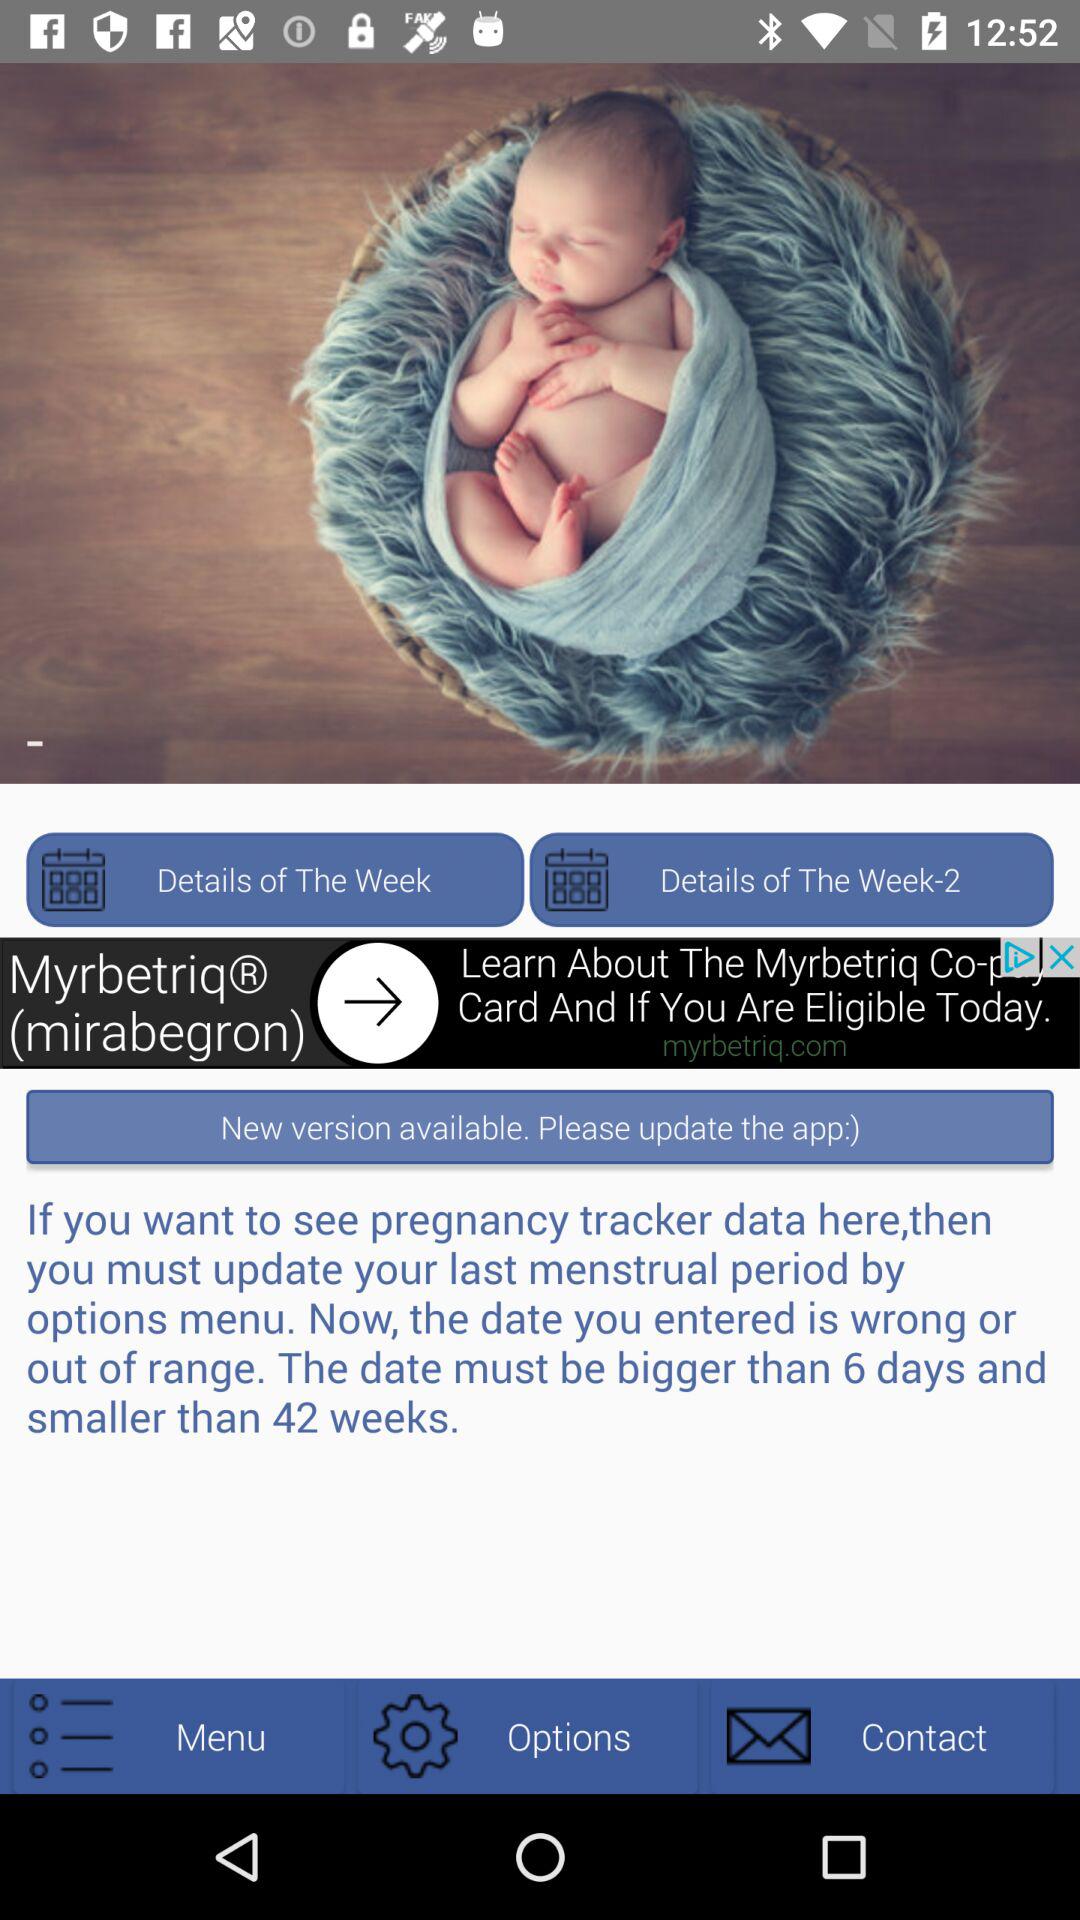 FAKE
12:52
-
Details of The Week
Details of The Week-2
Myrbetriq®
(mirabegron)
Learn About The Myrbetriq Co-pay
Card And If You Are Eligible Today.
myrbetriq.com
New version available. Please update the app:)
If you want to see pregnancy tracker data here,then
you must update your last menstrual period by
options menu. Now, the date you entered is wrong or
out of range. The date must be bigger than 6 days and
smaller than 42 weeks.
Menu
Options
Contact